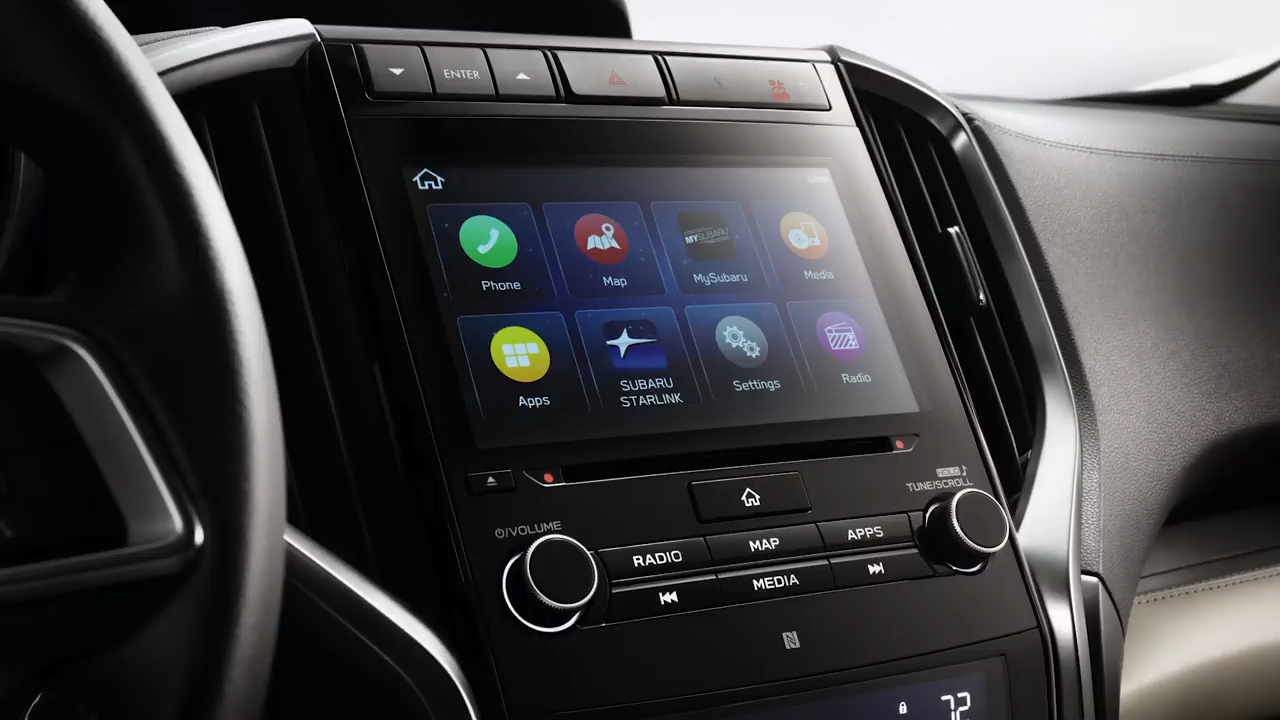 ENTER
Phone
Map
MYSUBARU
MySubaru
Media
Apps
SUBARU
STARLINK
Settings
Radio
HOLD
TUNE/SCROLL
/VOLUME
RADIO
MAP
APPS
MEDIA
72